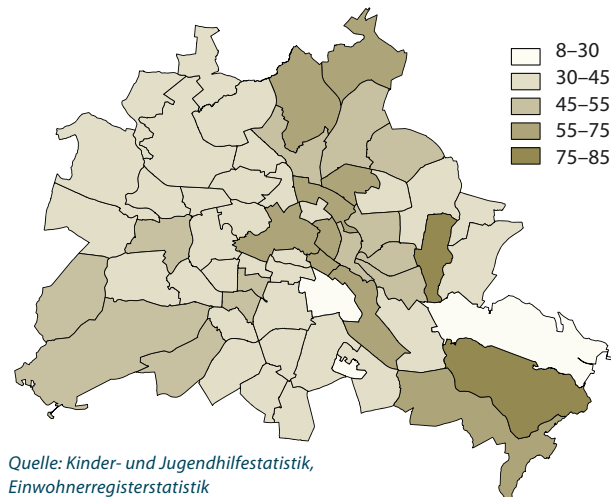 8–30
30–45
45–55
55–75
75–85
Quelle: Kinder- und Jugendhilfestatistik,
Einwohnerregisterstatistik